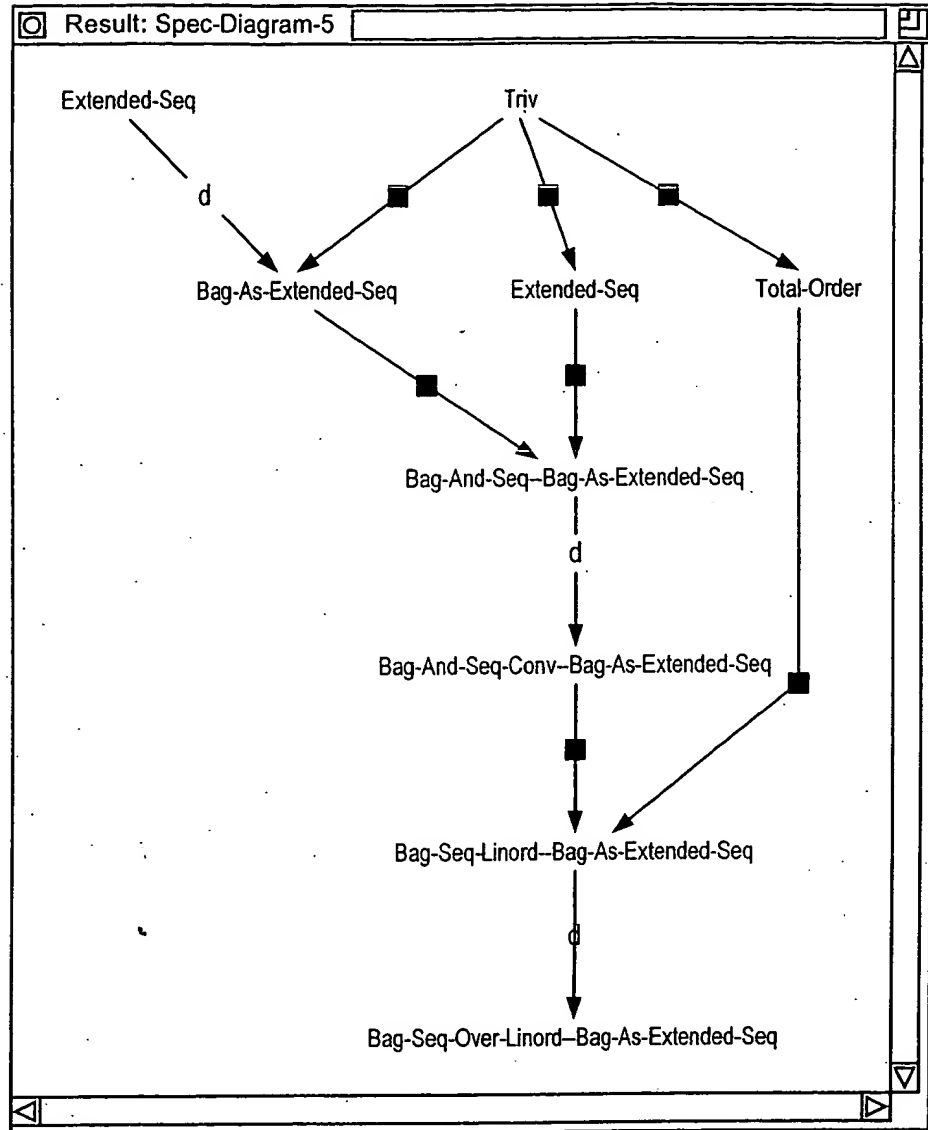 Result: Spec-Diagram-5
Extended-Seq Triv
d
Bag-As-Extended-Seq Extended-Seq Total-Order
Bag-And-Seq--Bag-As-Extended-Seq
d
Bag-And-Seq-Conv--Bag-As-Extended-Seq
Bag-Seq-Linord--Bag-As-Extended-Seq
d
Bag-Seq-Over-Linord--Bag-As-Extended-Seq